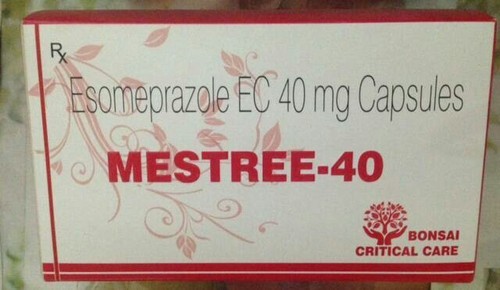 Rx
Esomeprazole EC 40 mg Capsules
MESTREE-40
BONSAI
CRITICAL CARE